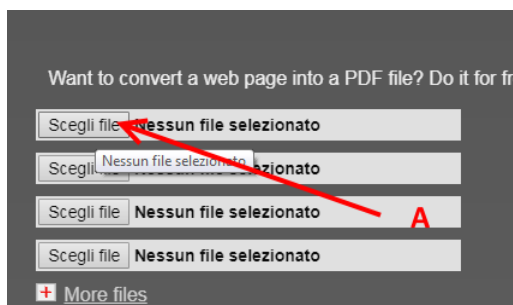 Want to convert a web page into a PDF file? Do it for fr
Scegli file Nessun file selezionato
Nessun file selezionato
Scegli file Nessun file selezionato
Scegli file Nessun file selezionato
A
Scegli file Nessun file selezionato
More files